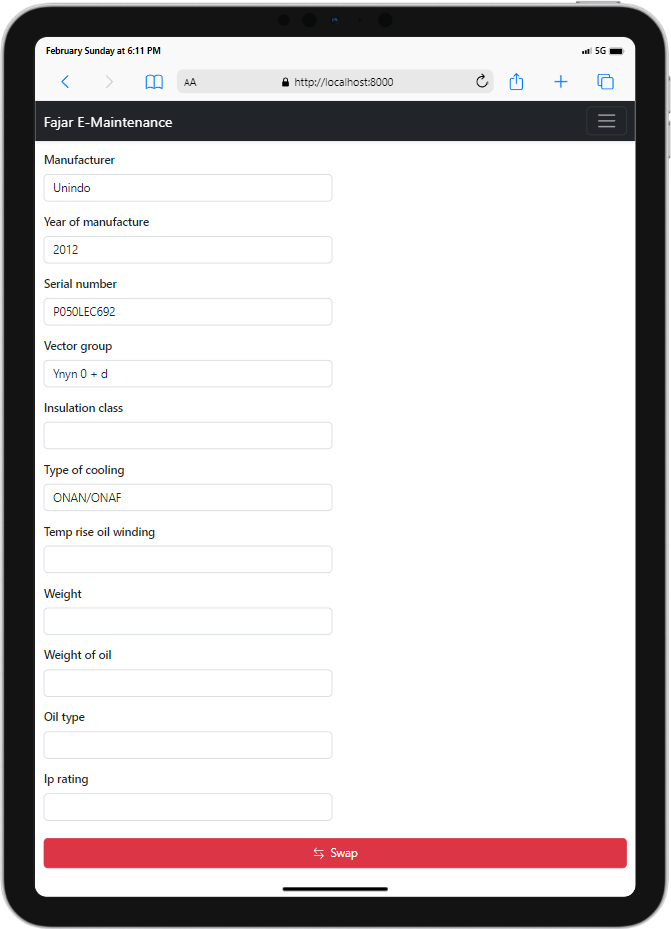 February Sunday at 6:11 PM
5G
AA
http://localhost:8000
Fajar E-Maintenance
Manufacturer
Unindo
Year of manufacture
2012
Serial number
P050LEC692
Vector group
Ynyn 0 + d
Insulation class
Type of cooling
ONAN/ONAF
Temp rise oil winding
Weight
Weight of oil
Oil type
Ip rating
Swap